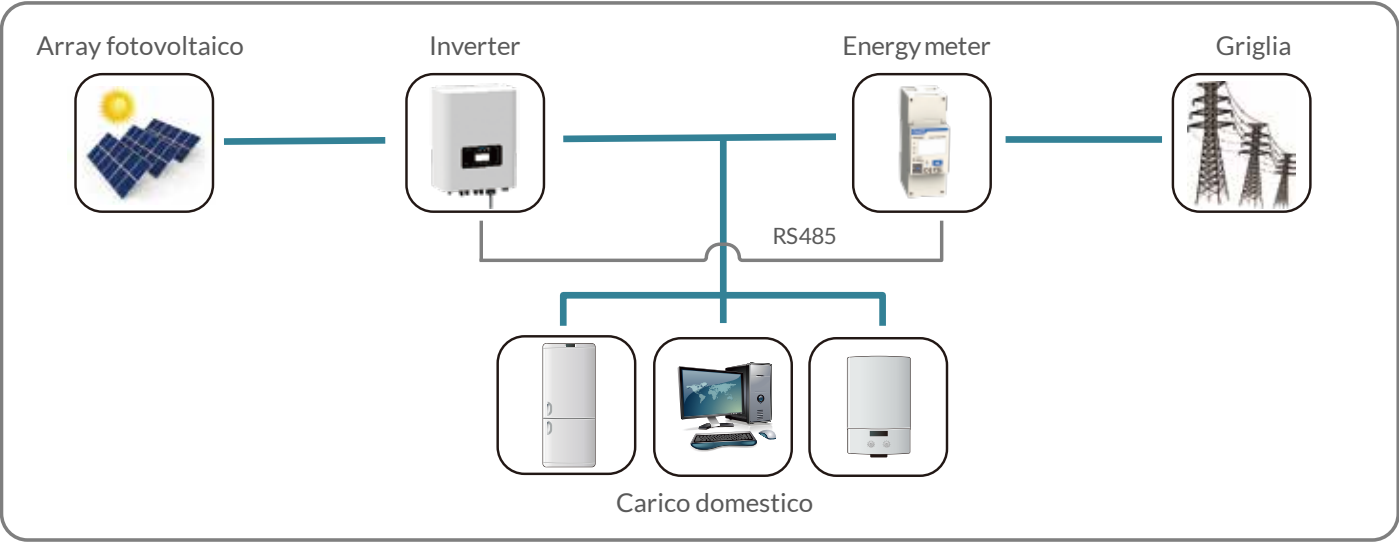 Array fotovoltaico
Inverter
Energy meter
Griglia
RS485
Carico domestico